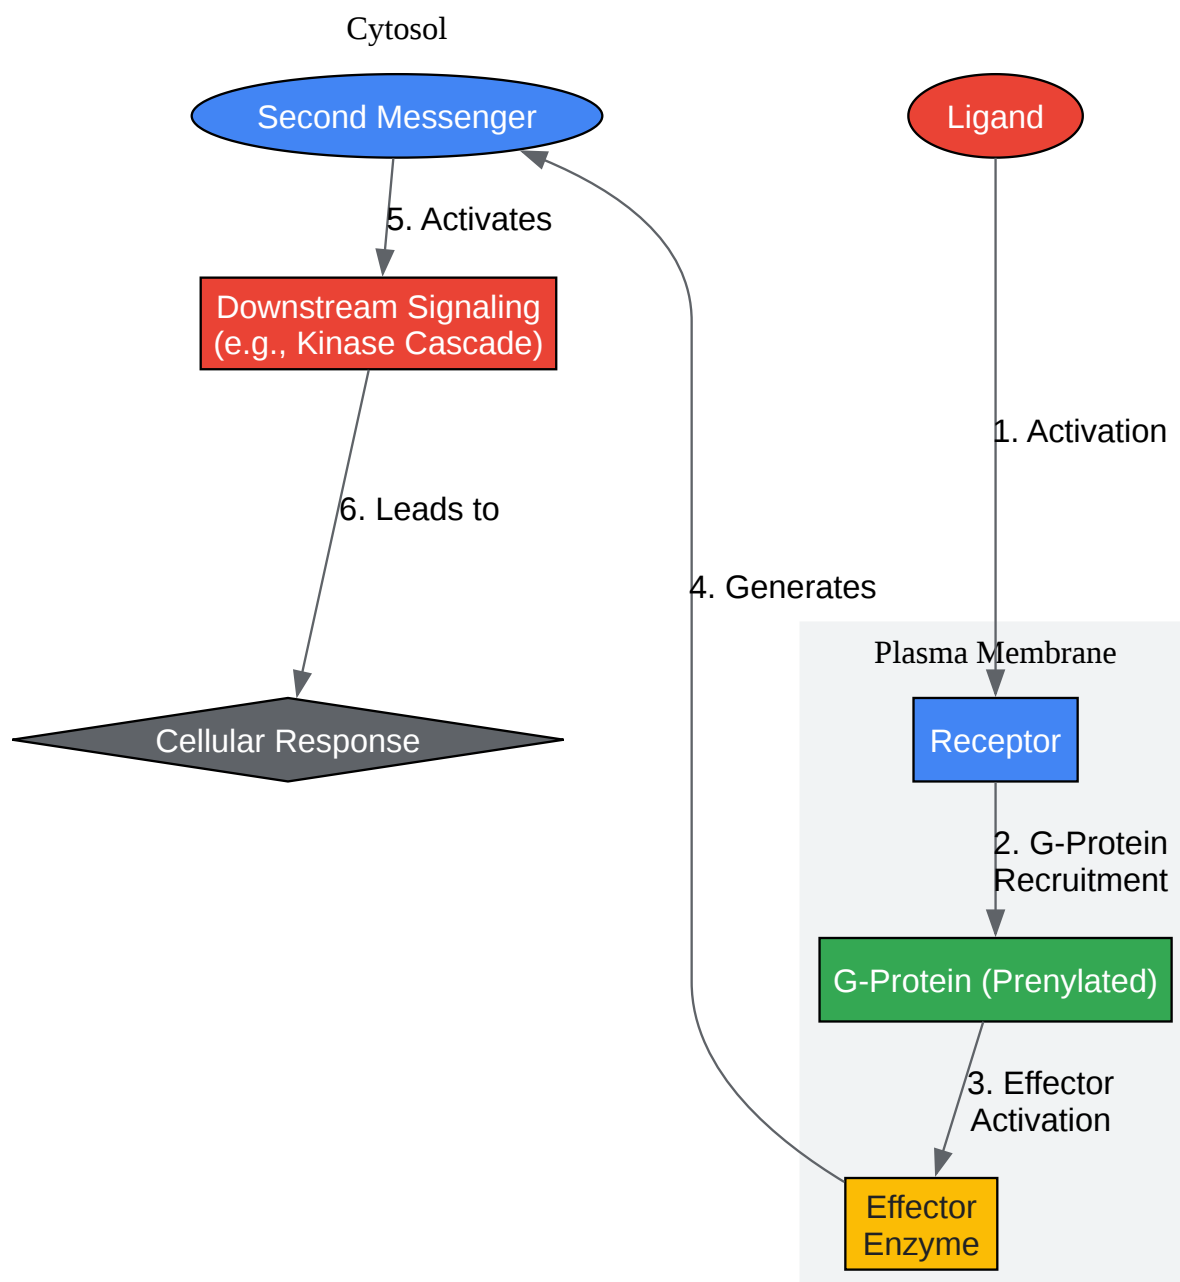 Cytosol
Second Messenger
Ligand
5. Activates
Downstream Signaling
(e.g., Kinase Cascade)
1. Activation
6. Leads to
4. Generates
Plasma Membrane
Receptor
Cellular Response
2. G-Protein
Recruitment
G-Protein (Prenylated)
3. Effector
Activation
Effector
Enzyme